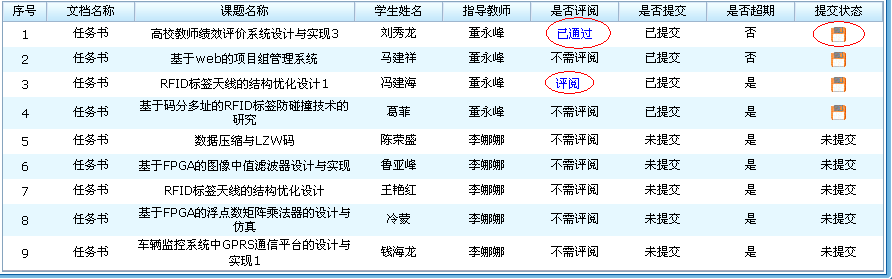 序号 文档名称 课题名称 学生姓名 指导教师 是否评阅 是否提交 是否超期 提交状态
1 任务书 高校教师绩效评价系统设计与实现3 刘秀龙 董永峰 已通过 已提交 否
2 任务书 基于web的项目组管理系统 马建祥 董永峰 不需评阅 已提交 否
3 任务书 RFID标签天线的结构优化设计1 冯建海 董永峰 评阅 已提交 是
4 任务书 基于码分多址的RFID标签防碰撞技术的
研究 葛菲 董永峰 不需评阅 已提交 是
5 任务书 数据压缩与LZW码 陈荣盛 李娜娜 不需评阅 未提交 是 未提交
6 任务书 基于FPGA的图像中值滤波器设计与实现 鲁亚峰 李娜娜 不需评阅 未提交 是 未提交
7 任务书 RFID标签天线的结构优化设计 王艳红 李娜娜 不需评阅 未提交 是 未提交
8 任务书 基于FPGA的浮点数矩阵乘法器的设计与
仿真 冷蒙 李娜娜 不需评阅 未提交 是 未提交
9 任务书 车辆监控系统中GPRS通信平台的设计与
实现1 钱海龙 李娜娜 不需评阅 未提交 是 未提交